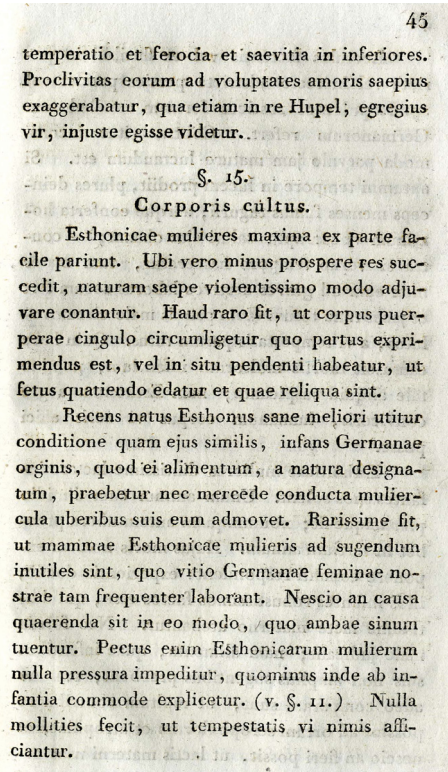 45
temperatio et ferocia et saevitia in inferiores.
Proclivitas eorum ad voluptates amoris saepius
exaggerabatur, qua etiam in re Hupel, egregius
vir, injuste egisse videtur.
§. 15.
Corporis cultus.
Esthonicae mulieres maxima ex parte fa-
cile pariunt. Ubi vero minus prospere res suc-
cedit, naturam saepe violentissimo modo adju-
vare conantur. Haud raro fit, ut corpus puer-
perae cingulo circumligetur quo partus expri-
mendus est, vel in situ pendenti habeatur, ut
fetus quatiendo edatur et quae reliqua sint.
Recens natus Esthonus sane meliori utitur
conditione quam ejus similis, infans Germanae
orginis, quod ei alimentum, a natura designa-
tum, praebetur nec mercede conducta mulier-
cula uberibus suis eum admovet. Rarissime fit,
ut mammae Esthonicae mulieris ad sugendum
inutiles sint, quo vitio Germanae feminae no-
strae tam frequenter laborant. Nescio an causa
quaerenda sit in eo modo, quo ambae sinum
tuentur. Pectus enim Esthonicarum mulierum
nulla pressura impeditur, quominus inde ab in-
fantia commode explicetur. (v. §. 11.) Nulla
mollities fecit, ut tempestatis vi nimis affi-
ciantur.